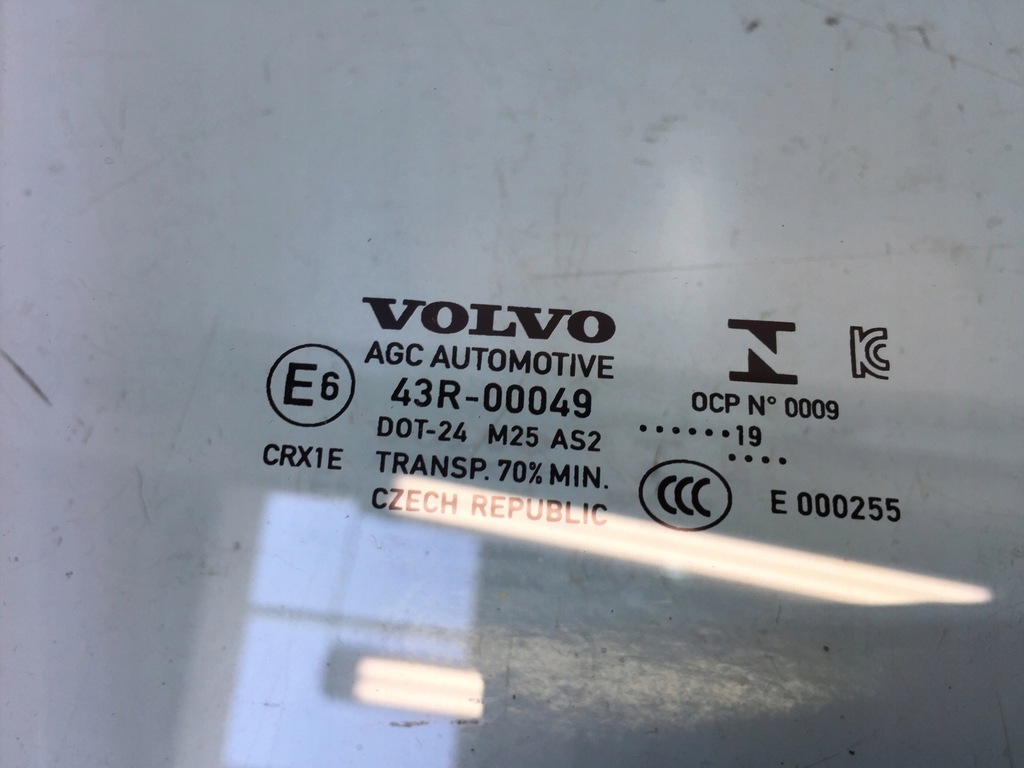 VOLVO
AGC AUTOMOTIVE
E6
43R-00049
DOT-24 M25 AS2
CRX1E
TRANSP. 70% MIN.
CZECH REPUBLIC
KC
OCP N° 0009
.......19
....
CCC
E 000255